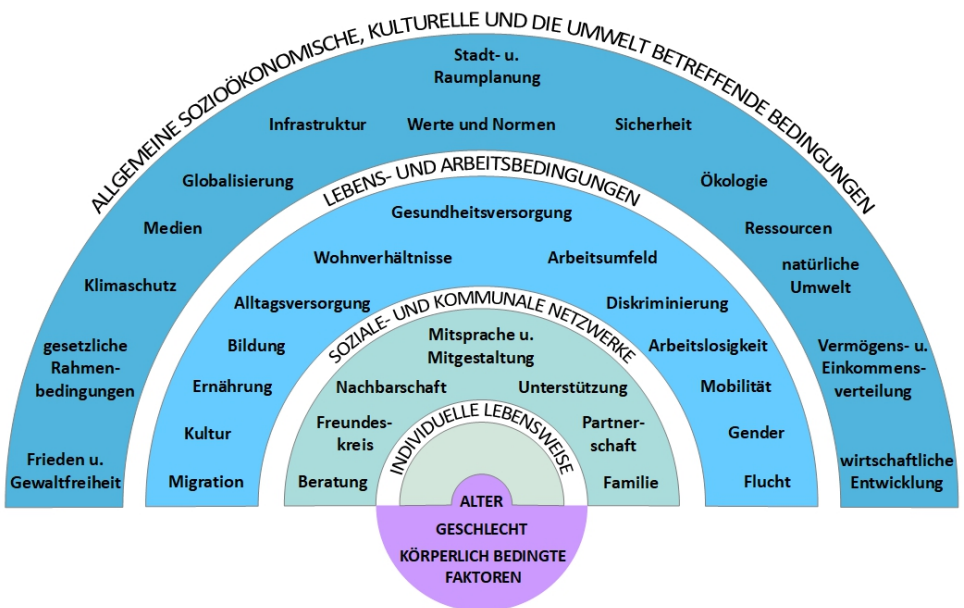 ALLGEMEINE SOZIOÖKONOMISCHE, KULTURELLE UND DIE UMWELT BETREFFENDE BEDINGUNGEN
Stadt- u.
Raumplanung
Infrastruktur
Werte und Normen
Sicherheit
Globalisierung
Ökologie
Medien
Ressourcen
Klimaschutz
natürliche
Umwelt
gesetzliche
Rahmen-
bedingungen
Vermögens- u.
Einkommens-
verteilung
Frieden u.
Gewaltfreiheit
wirtschaftliche
Entwicklung
LEBENS- UND ARBEITSBEDINGUNGEN
Gesundheitsversorgung
Wohnverhältnisse
Arbeitsumfeld
Alltagsversorgung
Diskriminierung
Bildung
Arbeitslosigkeit
Ernährung
Mobilität
Kultur
Gender
Migration
Flucht
SOZIALE- UND KOMMUNALE NETZWERKE
Mitsprache u.
Mitgestaltung
Nachbarschaft
Unterstützung
Freundes-
kreis
Partner-
schaft
Beratung
Familie
INDIVIDUELLE LEBENSWEISE
ALTER
GESCHLECHT
KÖRPERLICH BEDINGTE
FAKTOREN